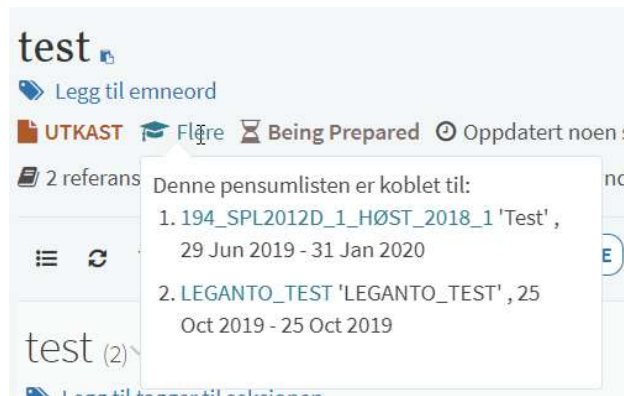 test
Legg til emneord
UTKAST Flere Being Prepared Oppdatert noen
2 referans
Denne pensumlisten er koblet til:
1. 194_SPL2012D_1_HØST_2018_1 'Test' ,
29 Jun 2019 - 31 Jan 2020
2. LEGANTO_TEST 'LEGANTO_TEST' , 25
Oct 2019 - 25 Oct 2019
test (2)